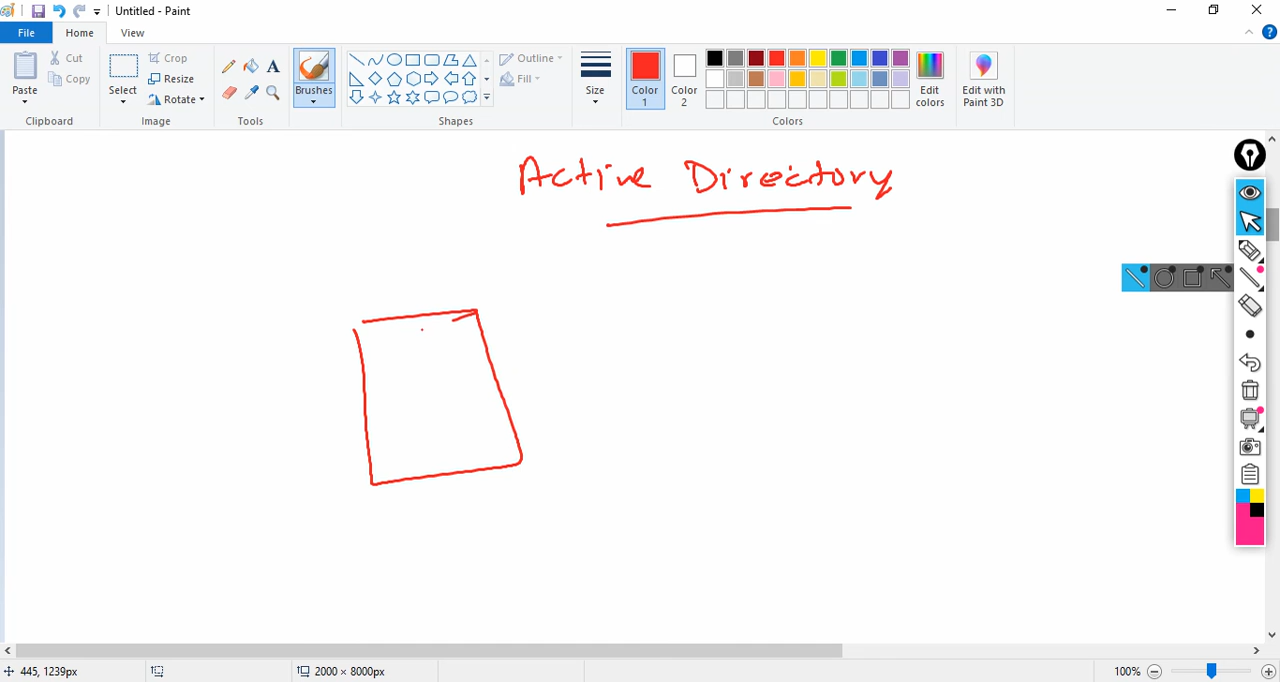 Untitled - Paint
File Home View
Cut
Copy
Paste
Clipboard
Select
Crop
Resize
Rotate
Image
A
Tools
Brushes
Outline
Fill
Shapes
Size
Color 1
Color 2
Edit colors
Colors
Edit with Paint 3D
Active Directory
445, 1239px
2000 × 8000px
100%